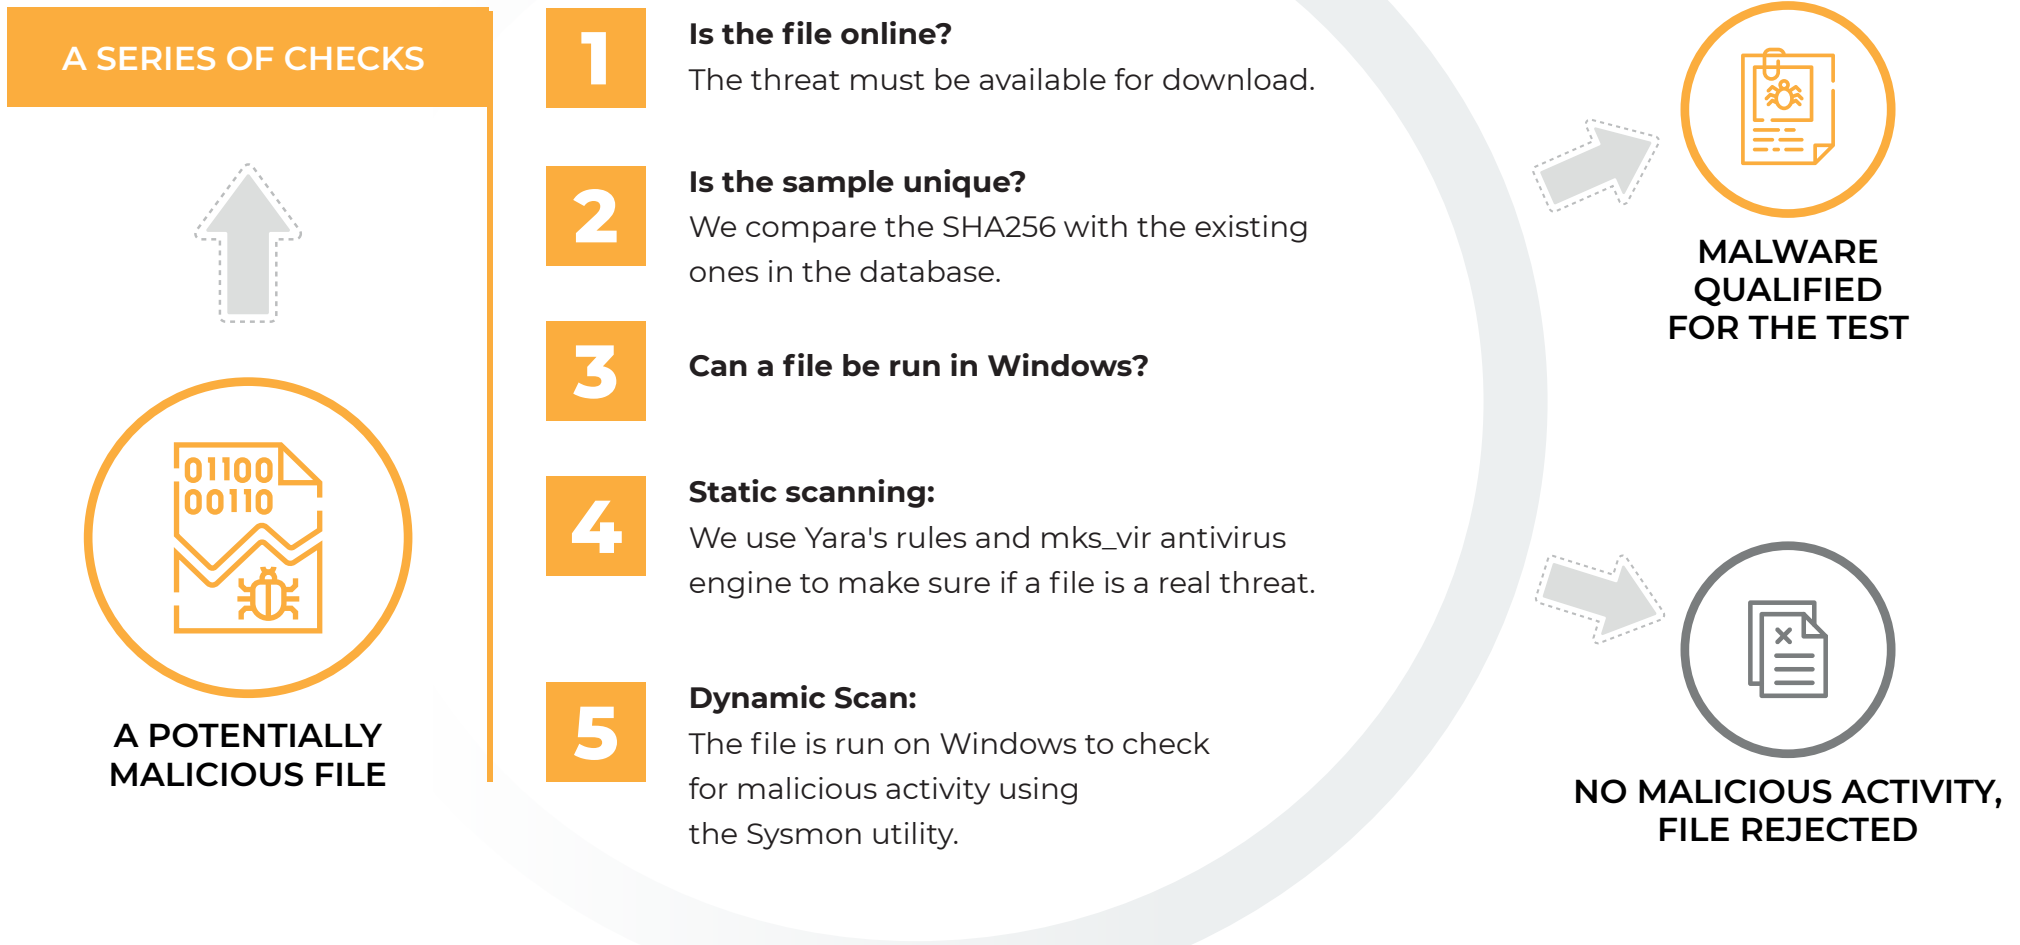 A SERIES OF CHECKS
01100
00110
A POTENTIALLY
MALICIOUS FILE
1
Is the file online?
The threat must be available for download.
2
Is the sample unique?
We compare the SHA256 with the existing
ones in the database.
3
Can a file be run in Windows?
4
Static scanning:
We use Yara's rules and mks_vir antivirus
engine to make sure if a file is a real threat.
5
Dynamic Scan:
The file is run on Windows to check
for malicious activity using
the Sysmon utility.
MALWARE
QUALIFIED
FOR THE TEST
NO MALICIOUS ACTIVITY,
FILE REJECTED